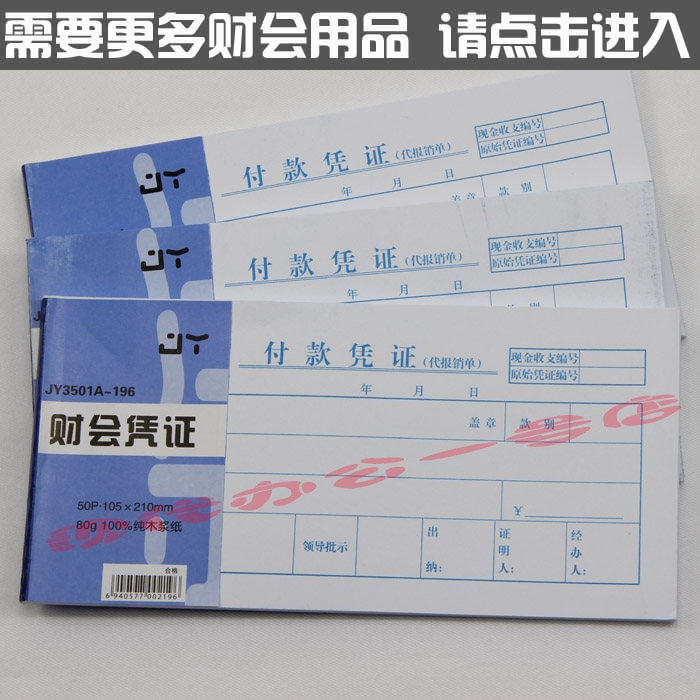 需要更多财会用品 请点击进入
付款凭证(代报销单)
现金收支编号
原始凭证编号
年 月 日
盖章 款别
付款凭证(代报销单)
现金收支编号
原始凭证编号
年 月 日
JY3501A-196
财会凭证
50P·105×210mm
80g 100%纯木浆纸
合格
6 940577 002196
付款凭证(代报销单)
现金收支编号
原始凭证编号
年 月 日
盖章 款别
¥
领导批示
出纳:
证明人:
经办人: